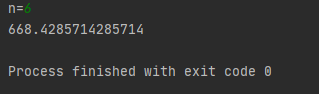 n=6
668.4285714285714
Process finished with exit code 0